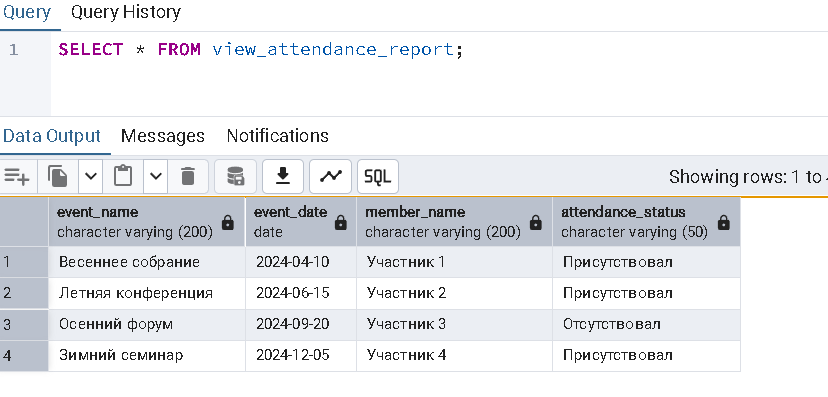 Query Query History
1 SELECT * FROM view_attendance_report;
Data Output Messages Notifications
SQL Showing rows: 1 to
event_name event_date member_name attendance_status
character varying (200) date character varying (200) character varying (50)
1 Весеннее собрание 2024-04-10 Участник 1 Присутствовал
2 Летняя конференция 2024-06-15 Участник 2 Присутствовал
3 Осенний форум 2024-09-20 Участник 3 Отсутствовал
4 Зимний семинар 2024-12-05 Участник 4 Присутствовал